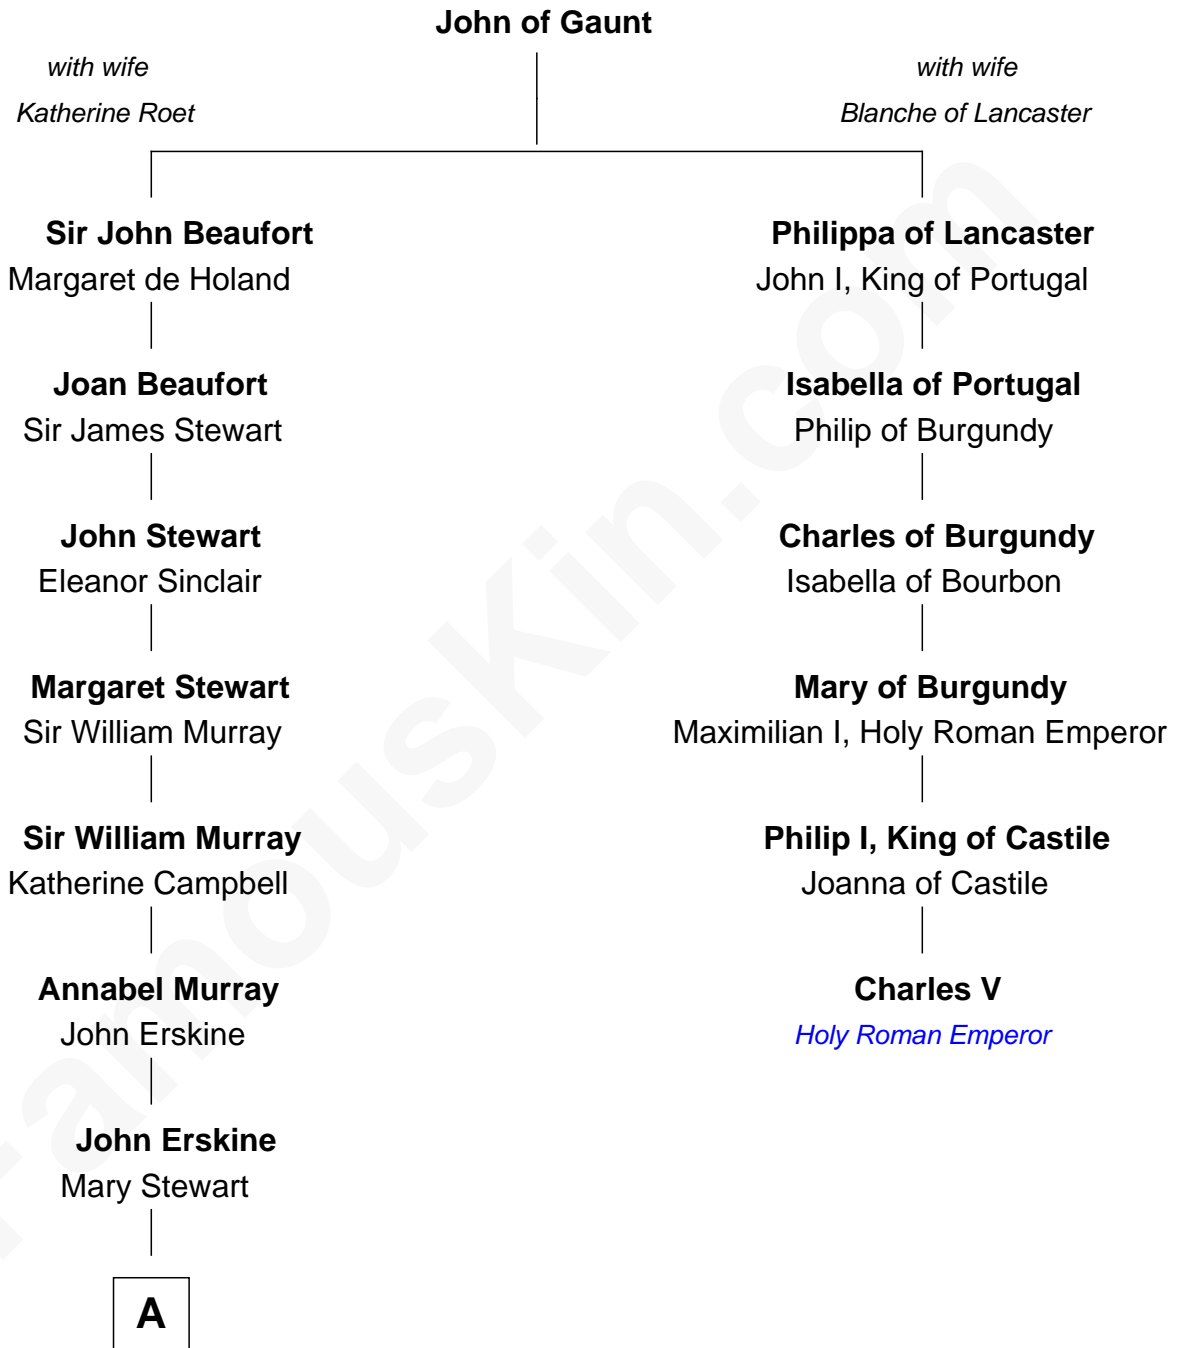 John of Gaunt
with wife
Katherine Roet
with wife
Blanche of Lancaster
Sir John Beaufort
Margaret de Holand
Philippa of Lancaster
John I, King of Portugal
Joan Beaufort
Sir James Stewart
Isabella of Portugal
Philip of Burgundy
John Stewart
Eleanor Sinclair
Charles of Burgundy
Isabella of Bourbon
Margaret Stewart
Sir William Murray
Mary of Burgundy
Maximilian I, Holy Roman Emperor
Sir William Murray
Katherine Campbell
Philip I, King of Castile
Joanna of Castile
Annabel Murray
John Erskine
Charles V
Holy Roman Emperor
John Erskine
Mary Stewart
A
FamousKin.com